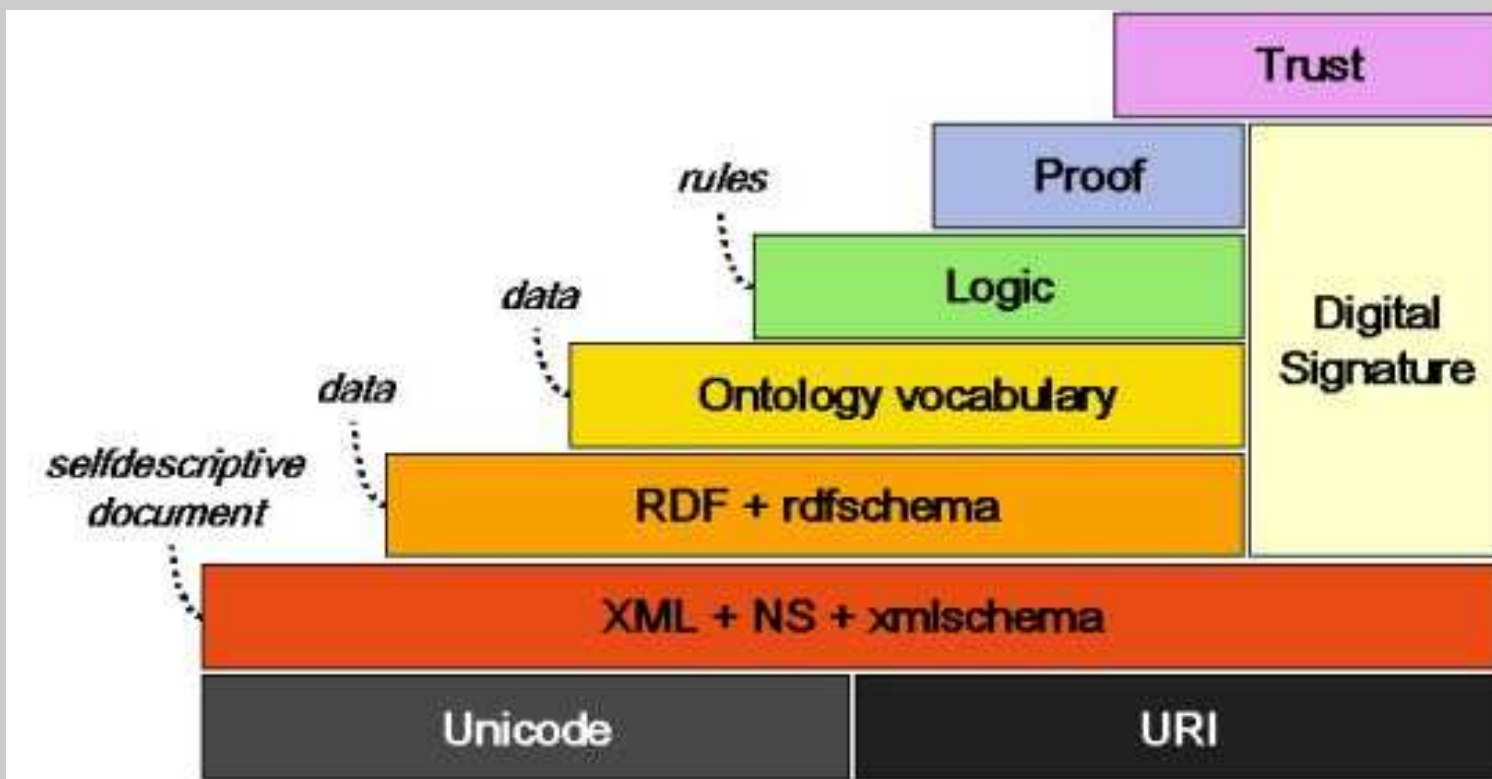 Trust
Proof
rules
Logic
data
Digital
Signature
Ontology vocabulary
data
RDF + rdfschema
selfdescriptive
document
XML + NS + xmlschema
Unicode
URI